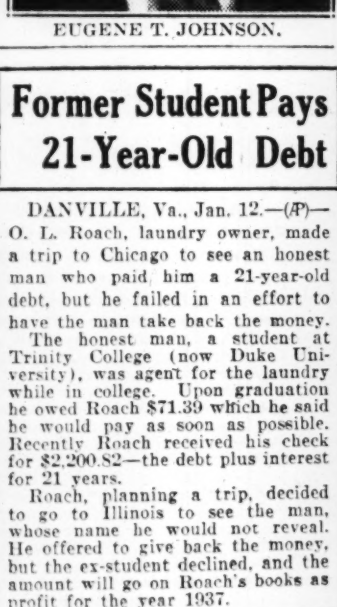 EUGENE T. JOHNSON.
Former Student Pays
21-Year-Old Debt
DANVILLE, Va., Jan. 12.—(AP)—
O. L. Roach, laundry owner, made
a trip to Chicago to see an honest
man who paid him a 21-year-old
debt, but he failed in an effort to
have the man take back the money.
The honest man, a student at
Trinity College (now Duke Uni-
versity), was agent for the laundry
while in college. Upon graduation
he owed Roach $71.39 which he said
he would pay as soon as possible.
Recently Roach received his check
for $2,200.82—the debt plus interest
for 21 years.
Roach, planning a trip, decided
to go to Illinois to see the man,
whose name he would not reveal.
He offered to give back the money,
but the ex-student declined, and the
amount will go on Roach's books as
profit for the year 1937.